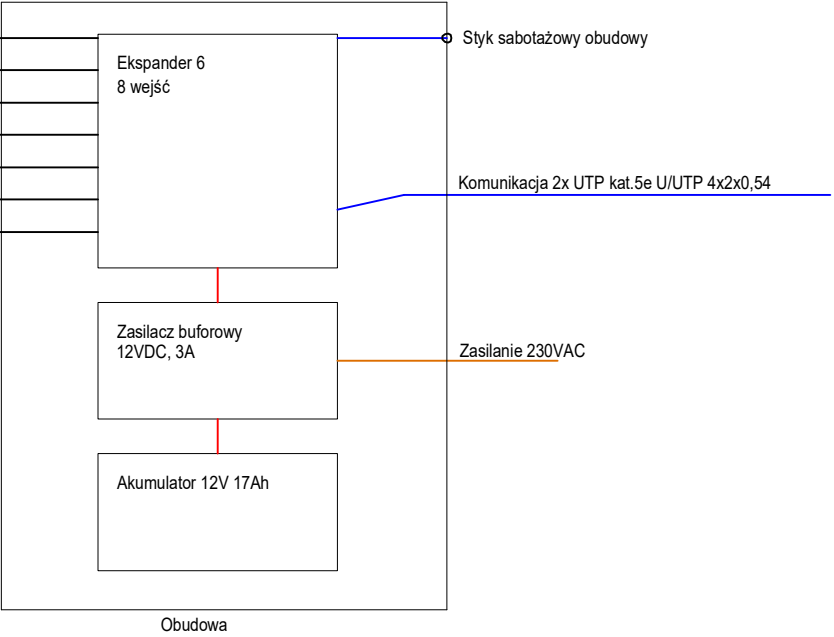 Styk sabotażowy obudowy
Ekspander 6
8 wejść
Komunikacja 2x UTP kat.5e U/UTP 4x2x0,54
Zasilacz buforowy
12VDC, 3A
Zasilanie 230VAC
Akumulator 12V 17Ah
Obudowa